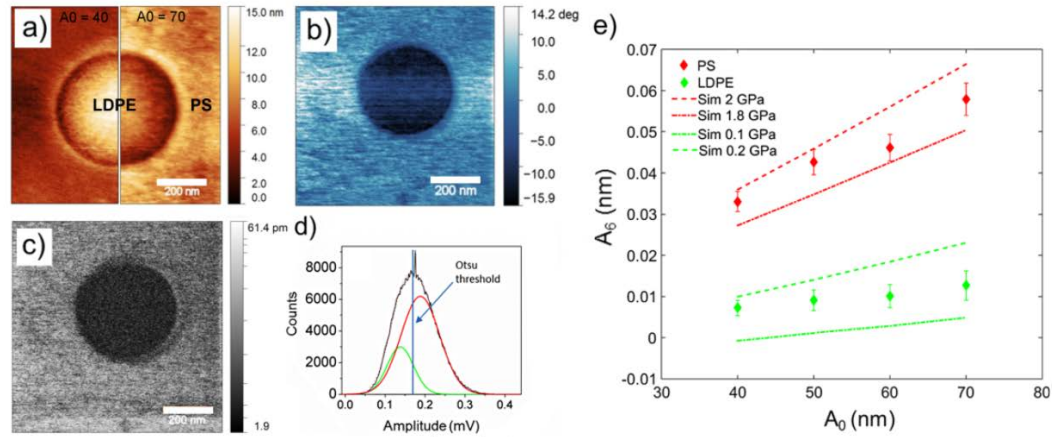 a)
A0 = 40
A0 = 70
LDPE
PS
200 nm
15.0 nm
12.0
10.0
8.0
6.0
4.0
2.0
0.0
b)
200 nm
14.2 deg
10.0
5.0
0.0
-5.0
-10.0
-15.9
c)
200 nm
61.4 pm
1.9
d)
8000
6000
4000
2000
0
Counts
Otsu
threshold
0.0
0.1
0.2
0.3
0.4
Amplitude (mV)
e)
0.07
0.06
0.05
0.04
0.03
0.02
0.01
0
-0.01
A6 (nm)
PS
LDPE
Sim 2 GPa
Sim 1.8 GPa
Sim 0.1 GPa
Sim 0.2 GPa
30
40
50
60
70
80
A0 (nm)